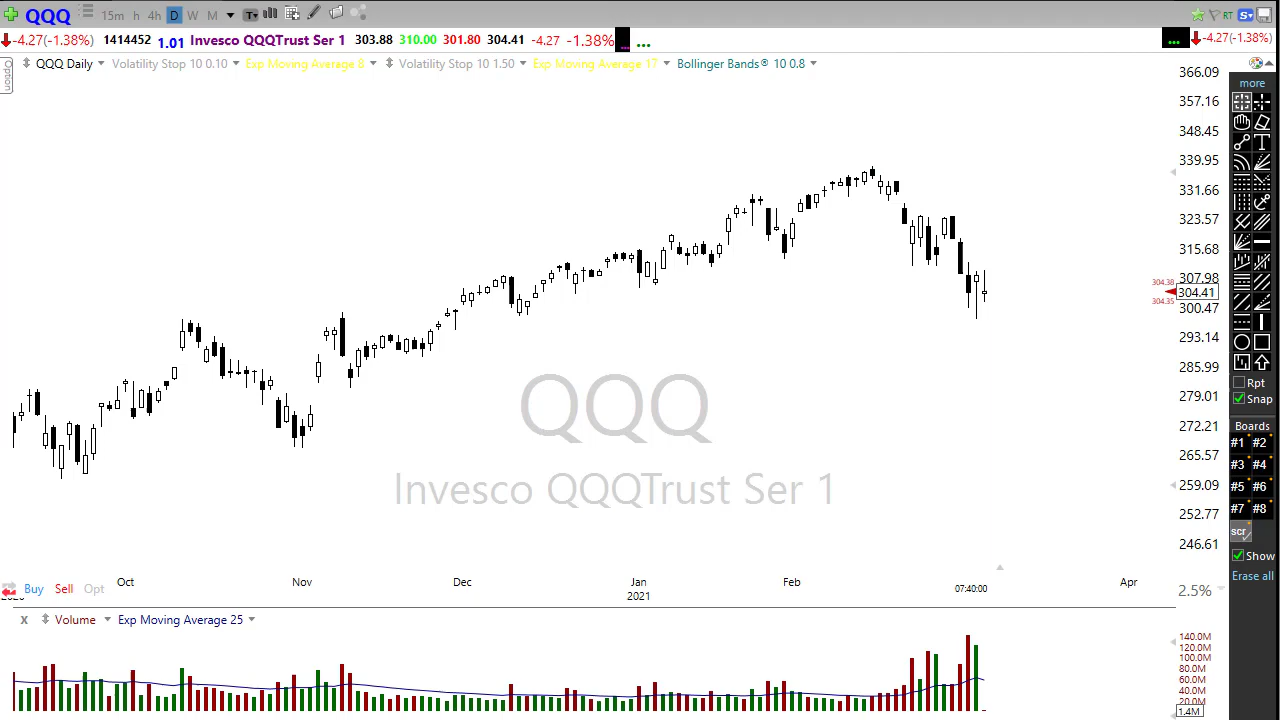 QQQ 15m h 4h D W M T RT S
-4.27(-1.38%) 1414452 1.01 Invesco QQQTrust Ser 1 303.88 310.00 301.80 304.41 -4.27 -1.38% ... ... -4.27(-1.38%)
Option
QQQ Daily Volatility Stop 10 0.10 Exp Moving Average 8 Volatility Stop 10 1.50 Exp Moving Average 17 Bollinger Bands® 10 0.8
366.09
357.16
348.45
339.95
331.66
323.57
315.68
307.98
304.38
304.41
304.35
300.47
293.14
285.99
279.01
272.21
265.57
259.09
252.77
246.61
QQQ
Invesco QQQTrust Ser 1
more
T
Rpt
Snap
Boards
#1 #2
#3 #4
#5 #6
#7 #8
scr
Show
Erase all
Oct Nov Dec Jan Feb Apr
2021
07:40:00
Buy Sell Opt
2.5%
X Volume Exp Moving Average 25
140.0M
120.0M
100.0M
80.0M
60.0M
40.0M
20.0M
1.4M